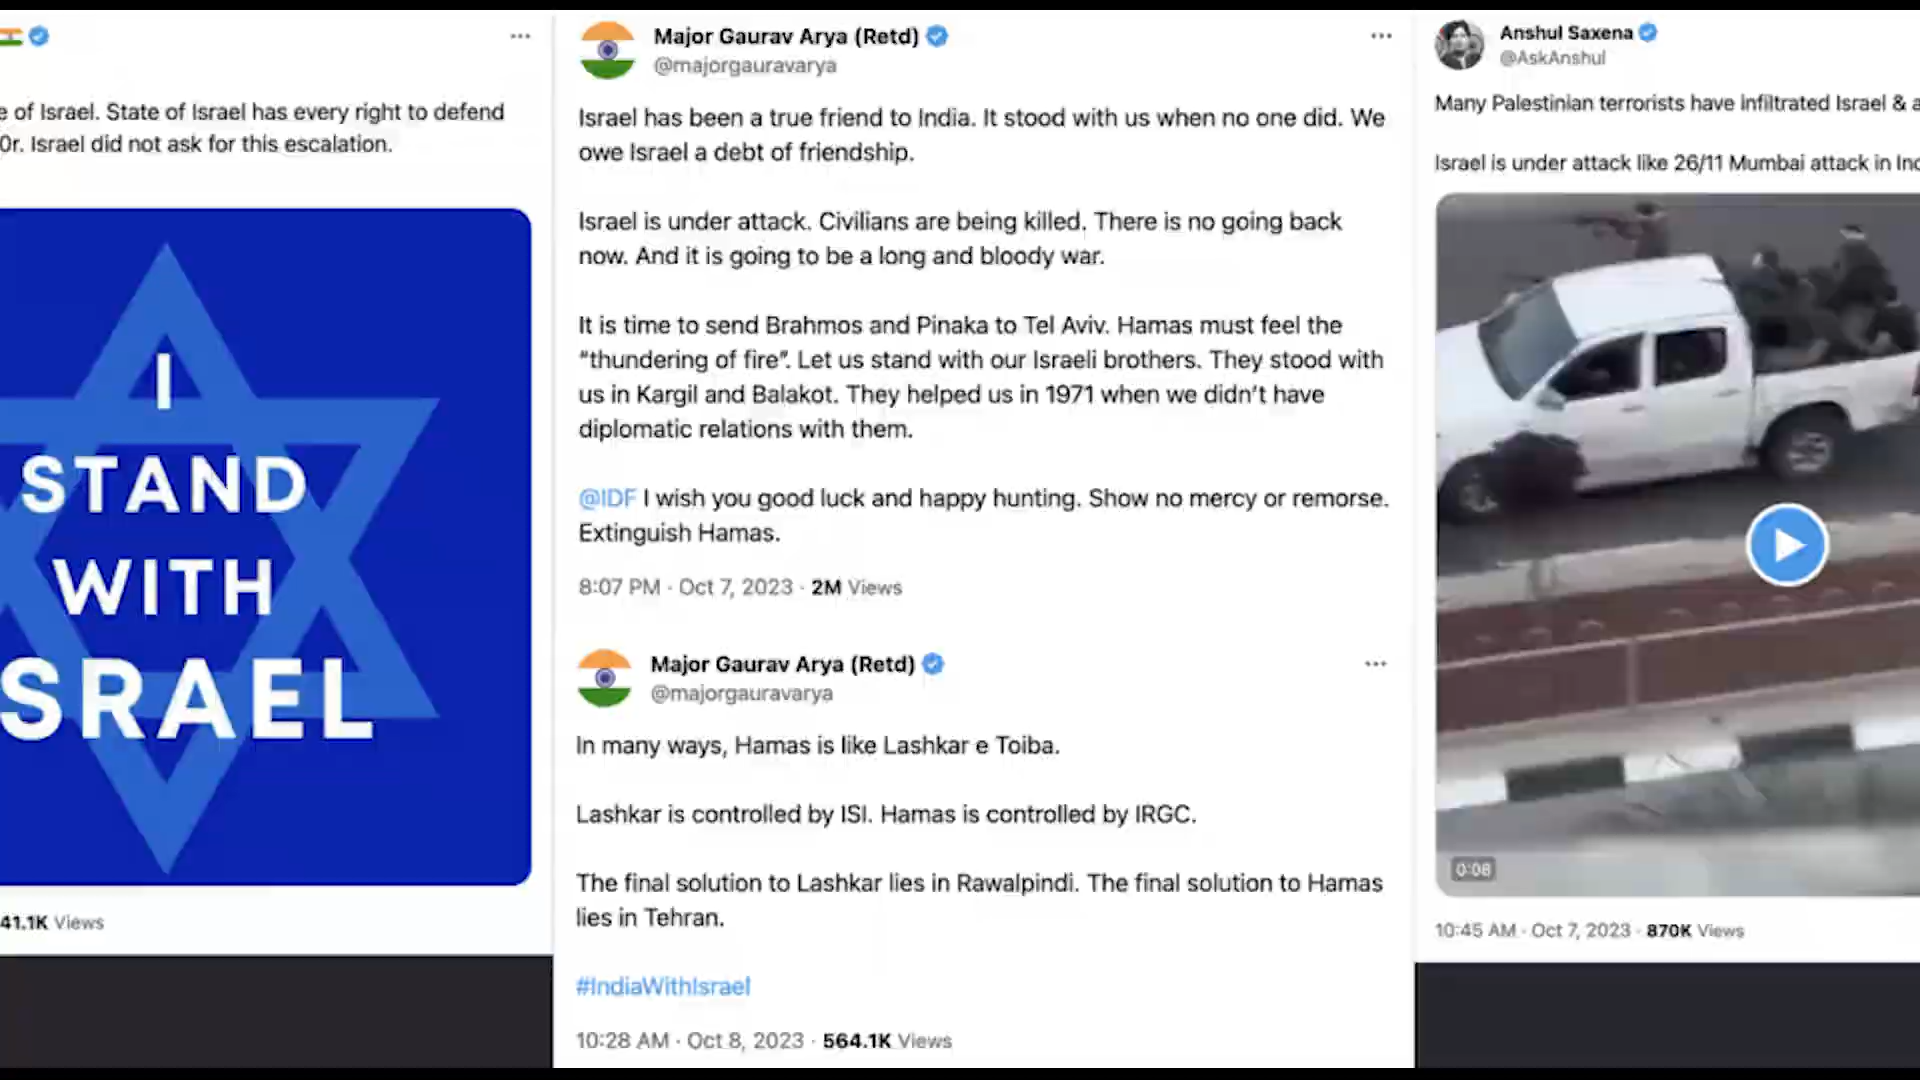 e of Israel. State of Israel has every right to defend
Or. Israel did not ask for this escalation.
I
STAND
WITH
SRAEL
41.1K Views
Major Gaurav Arya (Retd)
@majorgauravarya
Israel has been a true friend to India. It stood with us when no one did. We
owe Israel a debt of friendship.
Israel is under attack. Civilians are being killed. There is no going back
now. And it is going to be a long and bloody war.
It is time to send Brahmos and Pinaka to Tel Aviv. Hamas must feel the
“thundering of fire”. Let us stand with our Israeli brothers. They stood with
us in Kargil and Balakot. They helped us in 1971 when we didn’t have
diplomatic relations with them.
@IDF I wish you good luck and happy hunting. Show no mercy or remorse.
Extinguish Hamas.
8:07 PM · Oct 7, 2023 · 2M Views
Major Gaurav Arya (Retd)
@majorgauravarya
In many ways, Hamas is like Lashkar e Toiba.
Lashkar is controlled by ISI. Hamas is controlled by IRGC.
The final solution to Lashkar lies in Rawalpindi. The final solution to Hamas
lies in Tehran.
#IndiaWithIsrael
10:28 AM · Oct 8, 2023 · 564.1K Views
Anshul Saxena
@AskAnshul
Many Palestinian terrorists have infiltrated Israel & a
Israel is under attack like 26/11 Mumbai attack in Ind
0:08
10:45 AM · Oct 7, 2023 · 870K Views